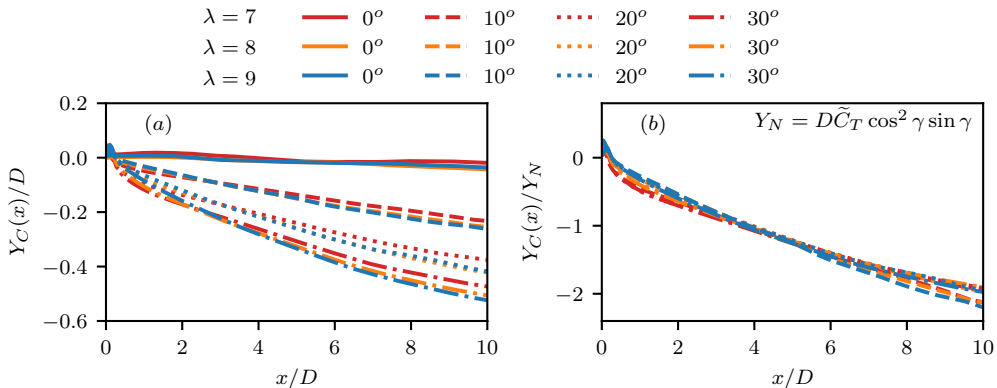 λ = 7 0° 10° 20° 30°
λ = 8 0° 10° 20° 30°
λ = 9 0° 10° 20° 30°
(a)
0.2
0.0
−0.2
−0.4
−0.6
Y_C(x)/D
0 2 4 6 8 10
x/D
(b) Y_N = DC̃_T cos² γ sin γ
0
−1
−2
Y_C(x)/Y_N
0 2 4 6 8 10
x/D